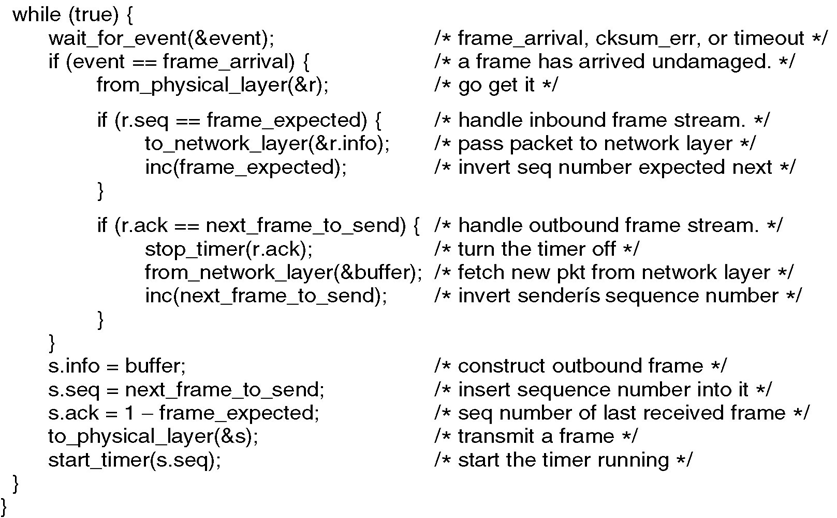 while (true) {
wait_for_event(&event); /* frame_arrival, cksum_err, or timeout */
if (event == frame_arrival) { /* a frame has arrived undamaged. */
from_physical_layer(&r); /* go get it */
if (r.seq == frame_expected) { /* handle inbound frame stream. */
to_network_layer(&r.info); /* pass packet to network layer */
inc(frame_expected); /* invert seq number expected next */
}
if (r.ack == next_frame_to_send) { /* handle outbound frame stream. */
stop_timer(r.ack); /* turn the timer off */
from_network_layer(&buffer); /* fetch new pkt from network layer */
inc(next_frame_to_send); /* invert senderís sequence number */
}
}
s.info = buffer; /* construct outbound frame */
s.seq = next_frame_to_send; /* insert sequence number into it */
s.ack = 1 – frame_expected; /* seq number of last received frame */
to_physical_layer(&s); /* transmit a frame */
start_timer(s.seq); /* start the timer running */
}
}